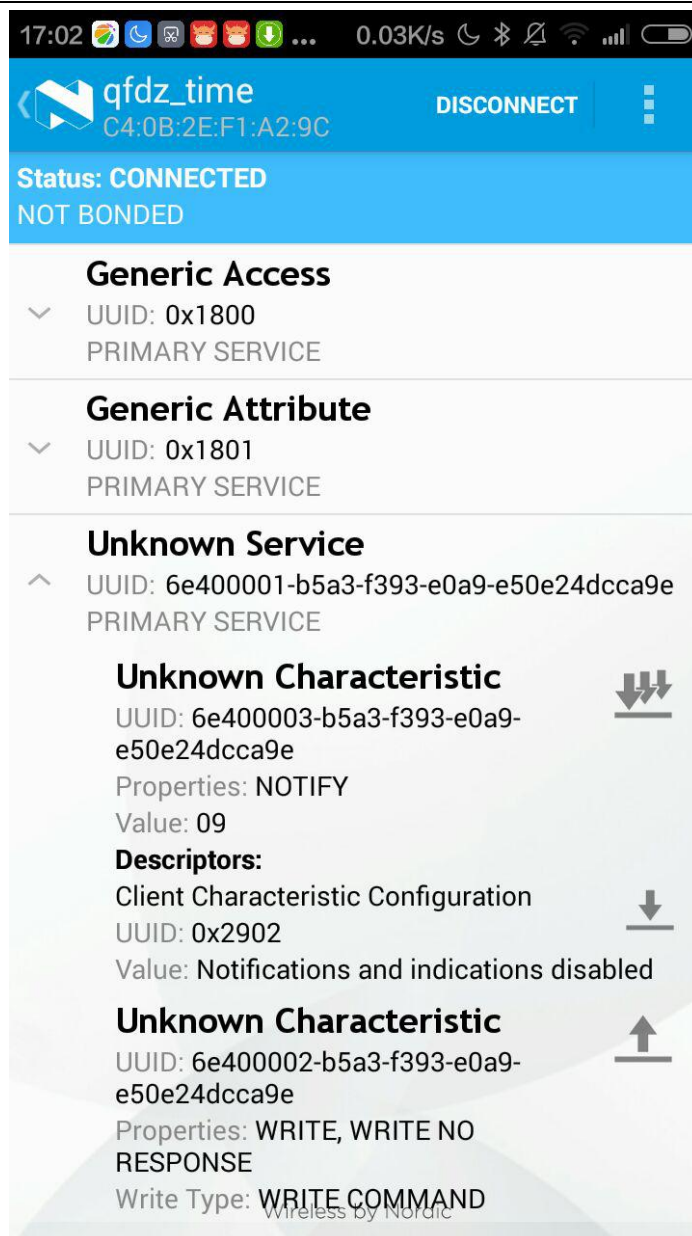 17:02 ... 0.03K/s
qfdz_time
C4:0B:2E:F1:A2:9C
DISCONNECT
Status: CONNECTED
NOT BONDED
Generic Access
UUID: 0x1800
PRIMARY SERVICE
Generic Attribute
UUID: 0x1801
PRIMARY SERVICE
Unknown Service
UUID: 6e400001-b5a3-f393-e0a9-e50e24dcca9e
PRIMARY SERVICE
Unknown Characteristic
UUID: 6e400003-b5a3-f393-e0a9-
e50e24dcca9e
Properties: NOTIFY
Value: 09
Descriptors:
Client Characteristic Configuration
UUID: 0x2902
Value: Notifications and indications disabled
Unknown Characteristic
UUID: 6e400002-b5a3-f393-e0a9-
e50e24dcca9e
Properties: WRITE, WRITE NO
RESPONSE
Write Type: WRITE COMMAND
Wireless by Nordic